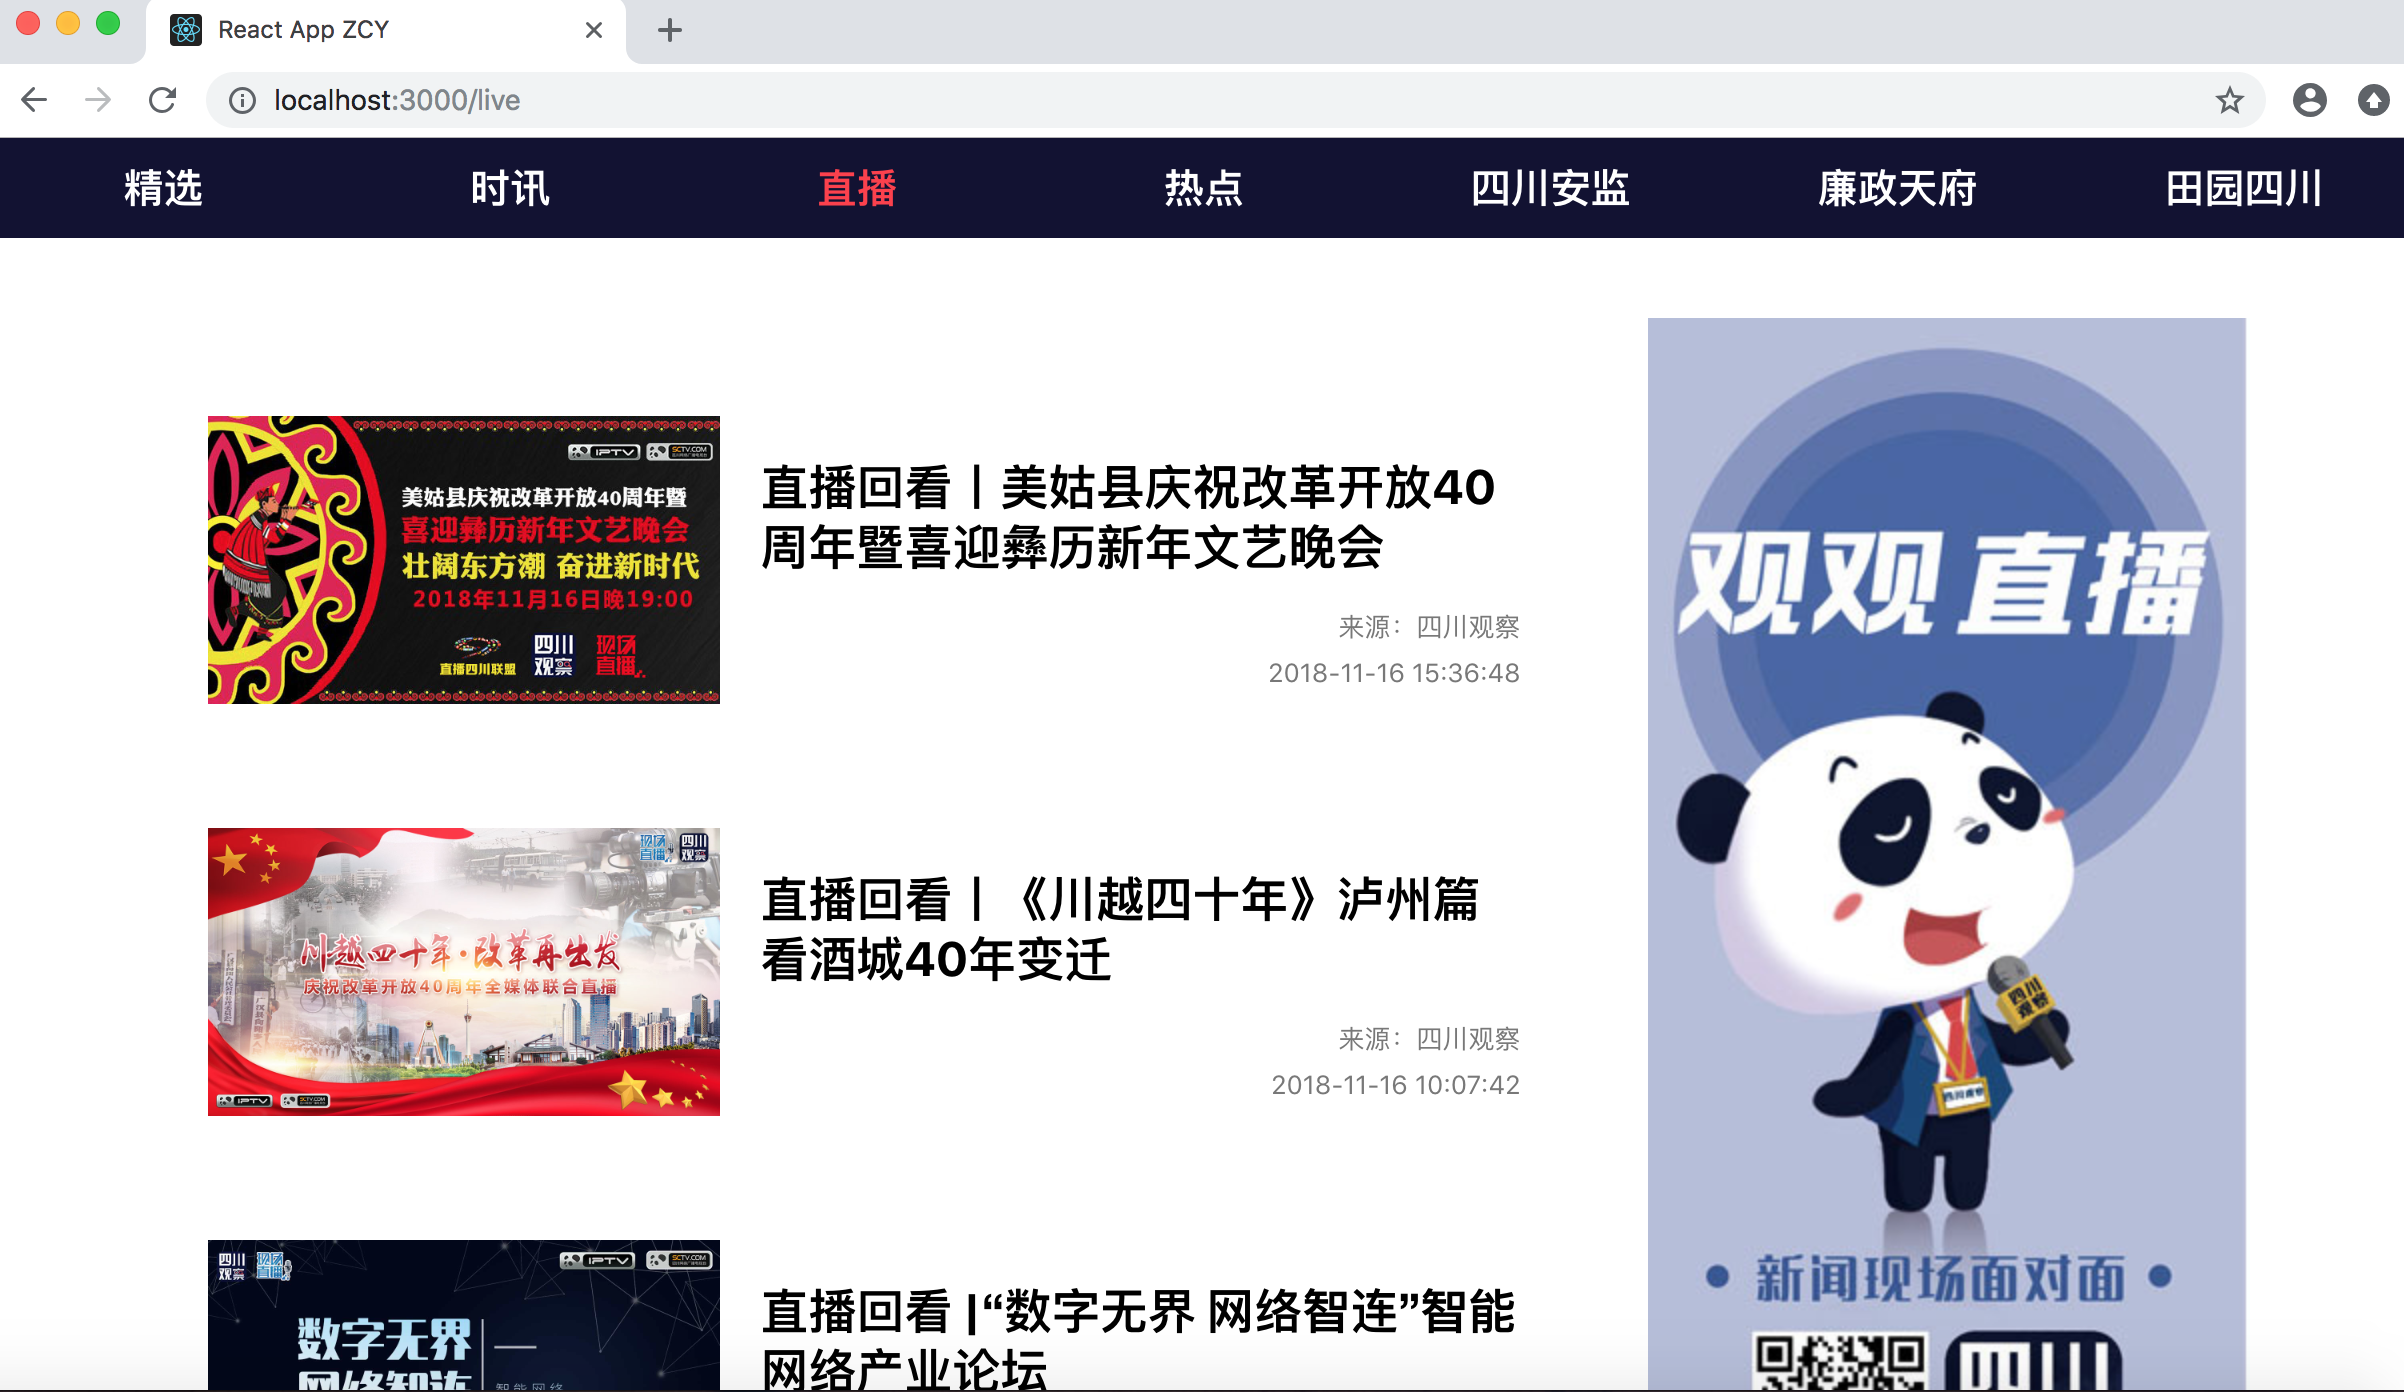 React App ZCY
localhost:3000/live
精选
时讯
直播
热点
四川安监
廉政天府
田园四川
IPTV
SCTV.COM
美姑县庆祝改革开放40周年暨
喜迎彝历新年文艺晚会
壮阔东方潮 奋进新时代
2018年11月16日晚19:00
直播四川联盟
四川
观察
现场
直播
直播回看丨美姑县庆祝改革开放40
周年暨喜迎彝历新年文艺晚会
来源：四川观察
2018-11-16 15:36:48
现场
直播
四川
观察
川越四十年·改革再出发
庆祝改革开放40周年全媒体联合直播
IPTV
SCTV.COM
直播回看丨《川越四十年》泸州篇
看酒城40年变迁
来源：四川观察
2018-11-16 10:07:42
四川
观察
现场
直播
IPTV
SCTV.COM
数字无界
网络智连
智能网络
直播回看 |“数字无界 网络智连”智能
网络产业论坛
观观直播
四川
观察
四川观察
• 新闻现场面对面 •
四川